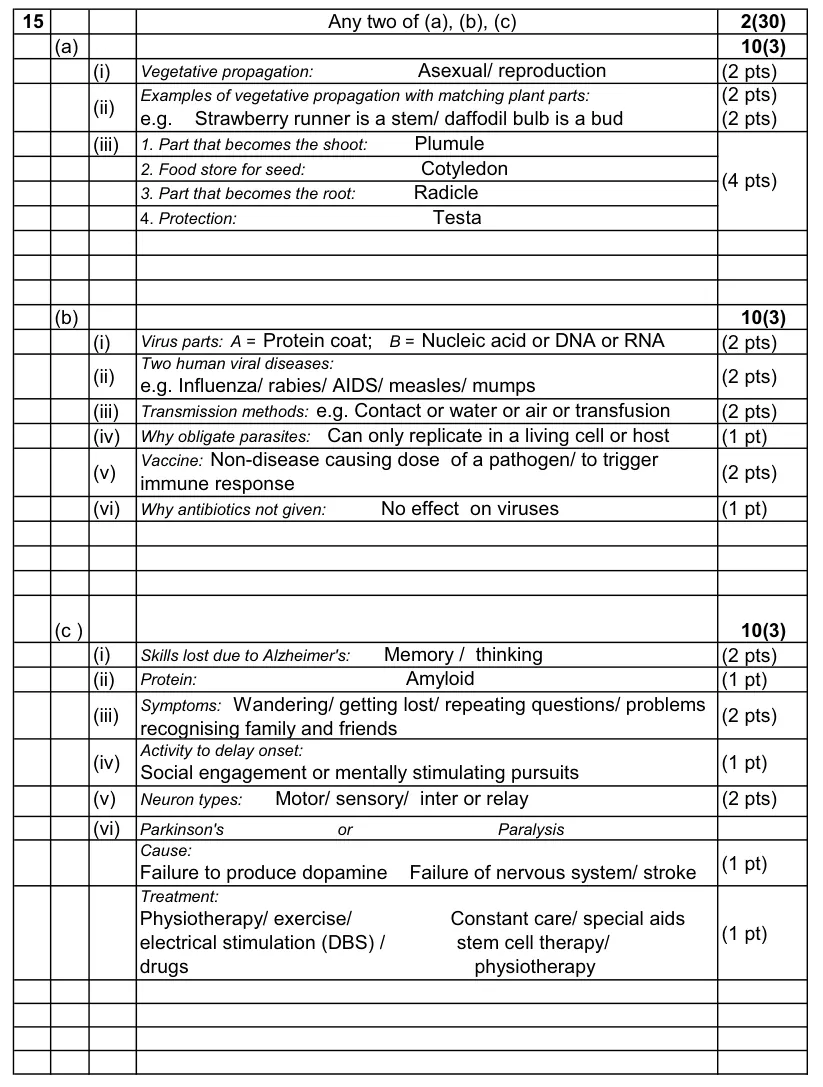 15 Any two of (a), (b), (c) 2(30)
(a) 10(3)
(i) Vegetative propagation: Asexual/ reproduction (2 pts)
(ii) Examples of vegetative propagation with matching plant parts: (2 pts)
e.g. Strawberry runner is a stem/ daffodil bulb is a bud (2 pts)
(iii) 1. Part that becomes the shoot: Plumule
2. Food store for seed: Cotyledon
(4 pts)
3. Part that becomes the root: Radicle
4. Protection: Testa
(b) 10(3)
(i) Virus parts: A = Protein coat; B = Nucleic acid or DNA or RNA (2 pts)
(ii) Two human viral diseases:
e.g. Influenza/ rabies/ AIDS/ measles/ mumps (2 pts)
(iii) Transmission methods: e.g. Contact or water or air or transfusion (2 pts)
(iv) Why obligate parasites: Can only replicate in a living cell or host (1 pt)
(v) Vaccine: Non-disease causing dose of a pathogen/ to trigger
immune response (2 pts)
(vi) Why antibiotics not given: No effect on viruses (1 pt)
(c ) 10(3)
(i) Skills lost due to Alzheimer's: Memory / thinking (2 pts)
(ii) Protein: Amyloid (1 pt)
(iii) Symptoms: Wandering/ getting lost/ repeating questions/ problems
recognising family and friends (2 pts)
(iv) Activity to delay onset:
Social engagement or mentally stimulating pursuits (1 pt)
(v) Neuron types: Motor/ sensory/ inter or relay (2 pts)
(vi) Parkinson's or Paralysis
Cause:
Failure to produce dopamine Failure of nervous system/ stroke (1 pt)
Treatment:
Physiotherapy/ exercise/ Constant care/ special aids
electrical stimulation (DBS) / stem cell therapy/ (1 pt)
drugs physiotherapy